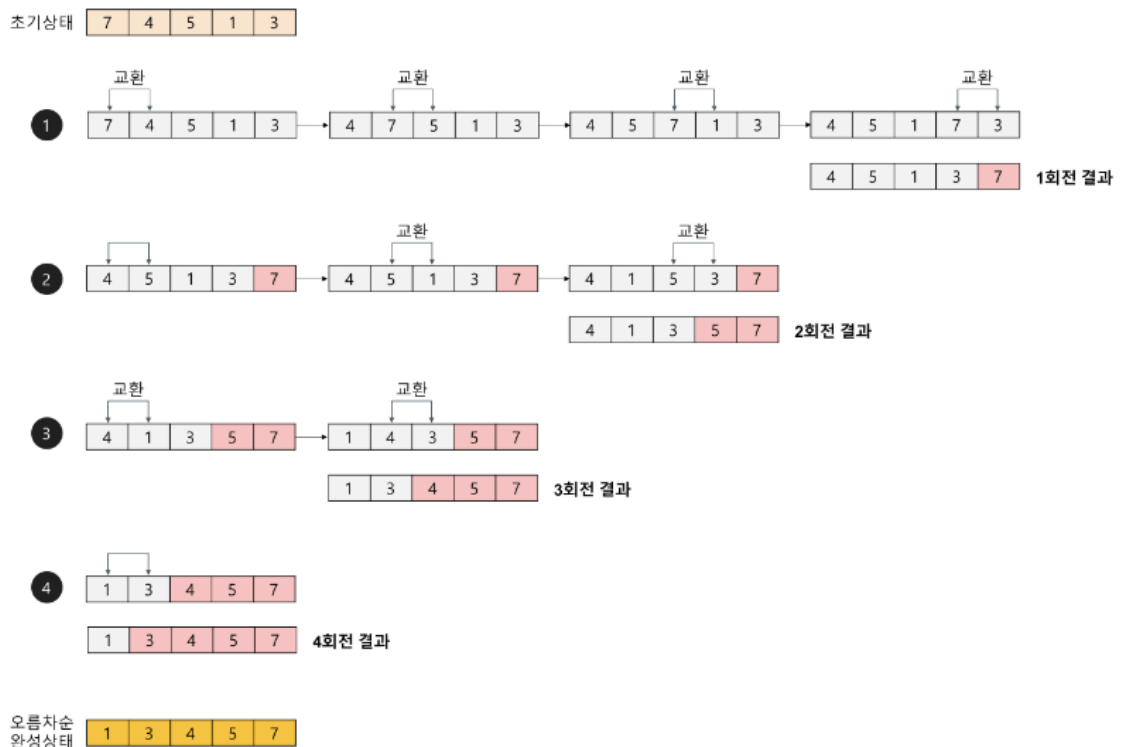 초기상태 7 4 5 1 3
교환 교환 교환 교환
1 7 4 5 1 3 4 7 5 1 3 4 5 7 1 3 4 5 1 7 3
4 5 1 3 7 1회전 결과
교환 교환
2 4 5 1 3 7 4 5 1 3 7 4 1 5 3 7
4 1 3 5 7 2회전 결과
교환 교환
3 4 1 3 5 7 1 4 3 5 7
1 3 4 5 7 3회전 결과
4 1 3 4 5 7
1 3 4 5 7 4회전 결과
오름차순
완성상태 1 3 4 5 7